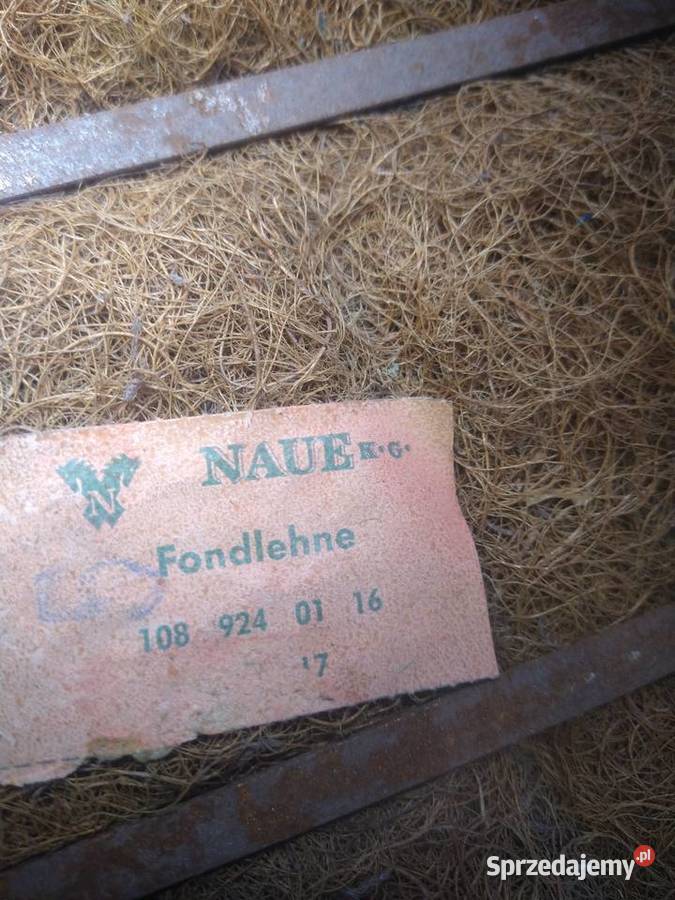 N
NAUE K.G.
Fondlehne
108 924 01 16
17
Sprzedajemy.pl